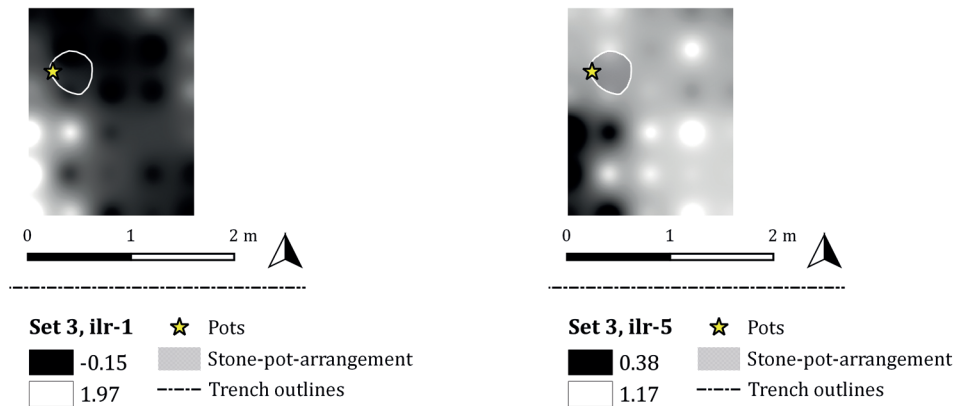 0 1 2 m
Set 3, ilr-1
Pots
-0.15
Stone-pot-arrangement
1.97
Trench outlines
0 1 2 m
Set 3, ilr-5
Pots
0.38
Stone-pot-arrangement
1.17
Trench outlines